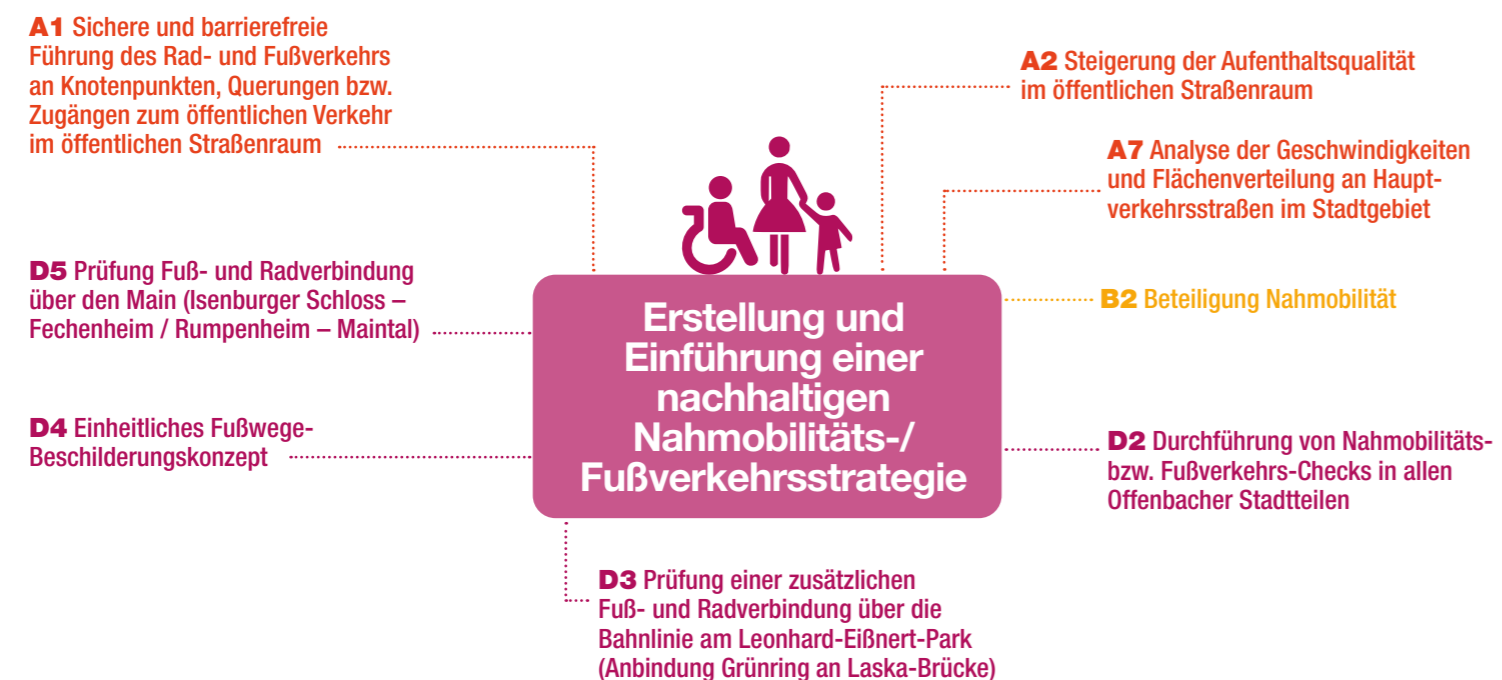 A1 Sichere und barrierefreie
Führung des Rad- und Fußverkehrs
an Knotenpunkten, Querungen bzw.
Zugängen zum öffentlichen Verkehr
im öffentlichen Straßenraum
A2 Steigerung der Aufenthaltsqualität
im öffentlichen Straßenraum
A7 Analyse der Geschwindigkeiten
und Flächenverteilung an Haupt-
verkehrsstraßen im Stadtgebiet
D5 Prüfung Fuß- und Radverbindung
über den Main (Isenburger Schloss –
Fechenheim / Rumpenheim – Maintal)
B2 Beteiligung Nahmobilität
Erstellung und
Einführung einer
nachhaltigen
Nahmobilitäts-/
Fußverkehrsstrategie
D4 Einheitliches Fußwege-
Beschilderungskonzept
D2 Durchführung von Nahmobilitäts-
bzw. Fußverkehrs-Checks in allen
Offenbacher Stadtteilen
D3 Prüfung einer zusätzlichen
Fuß- und Radverbindung über die
Bahnlinie am Leonhard-Eißnert-Park
(Anbindung Grünring an Laska-Brücke)